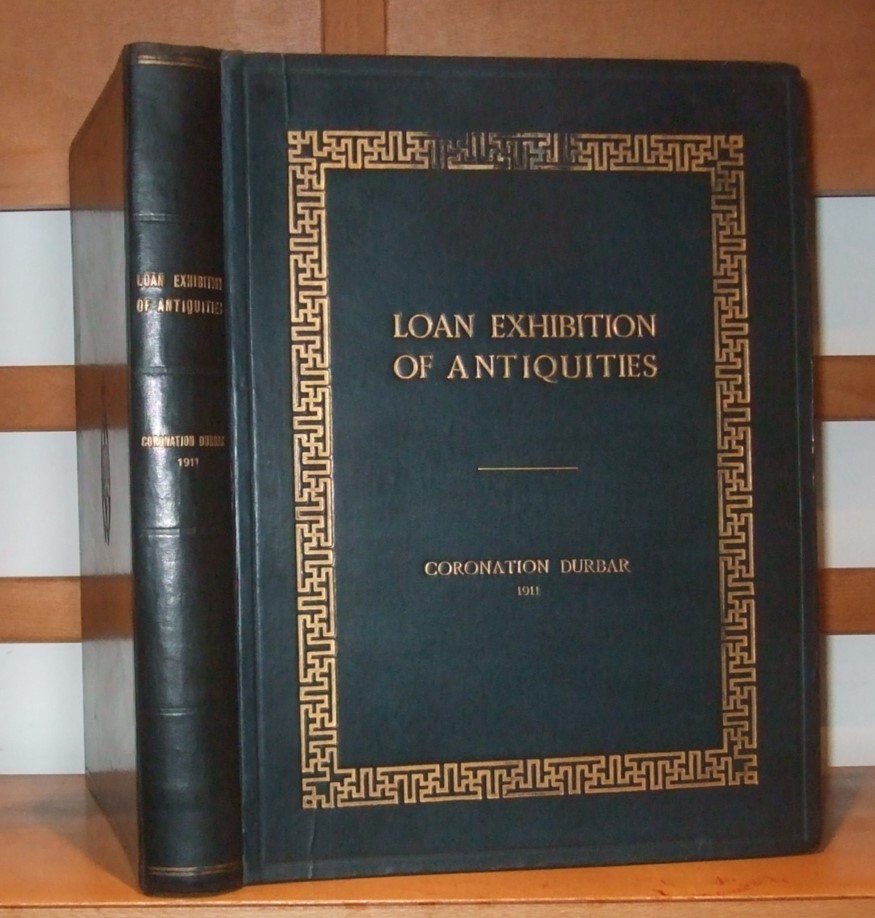 LOAN EXHIBITION
OF ANTIQUITIES
CORONATION DURBAR
1911
LOAN EXHIBITION
OF ANTIQUITIES
CORONATION DURBAR
1911